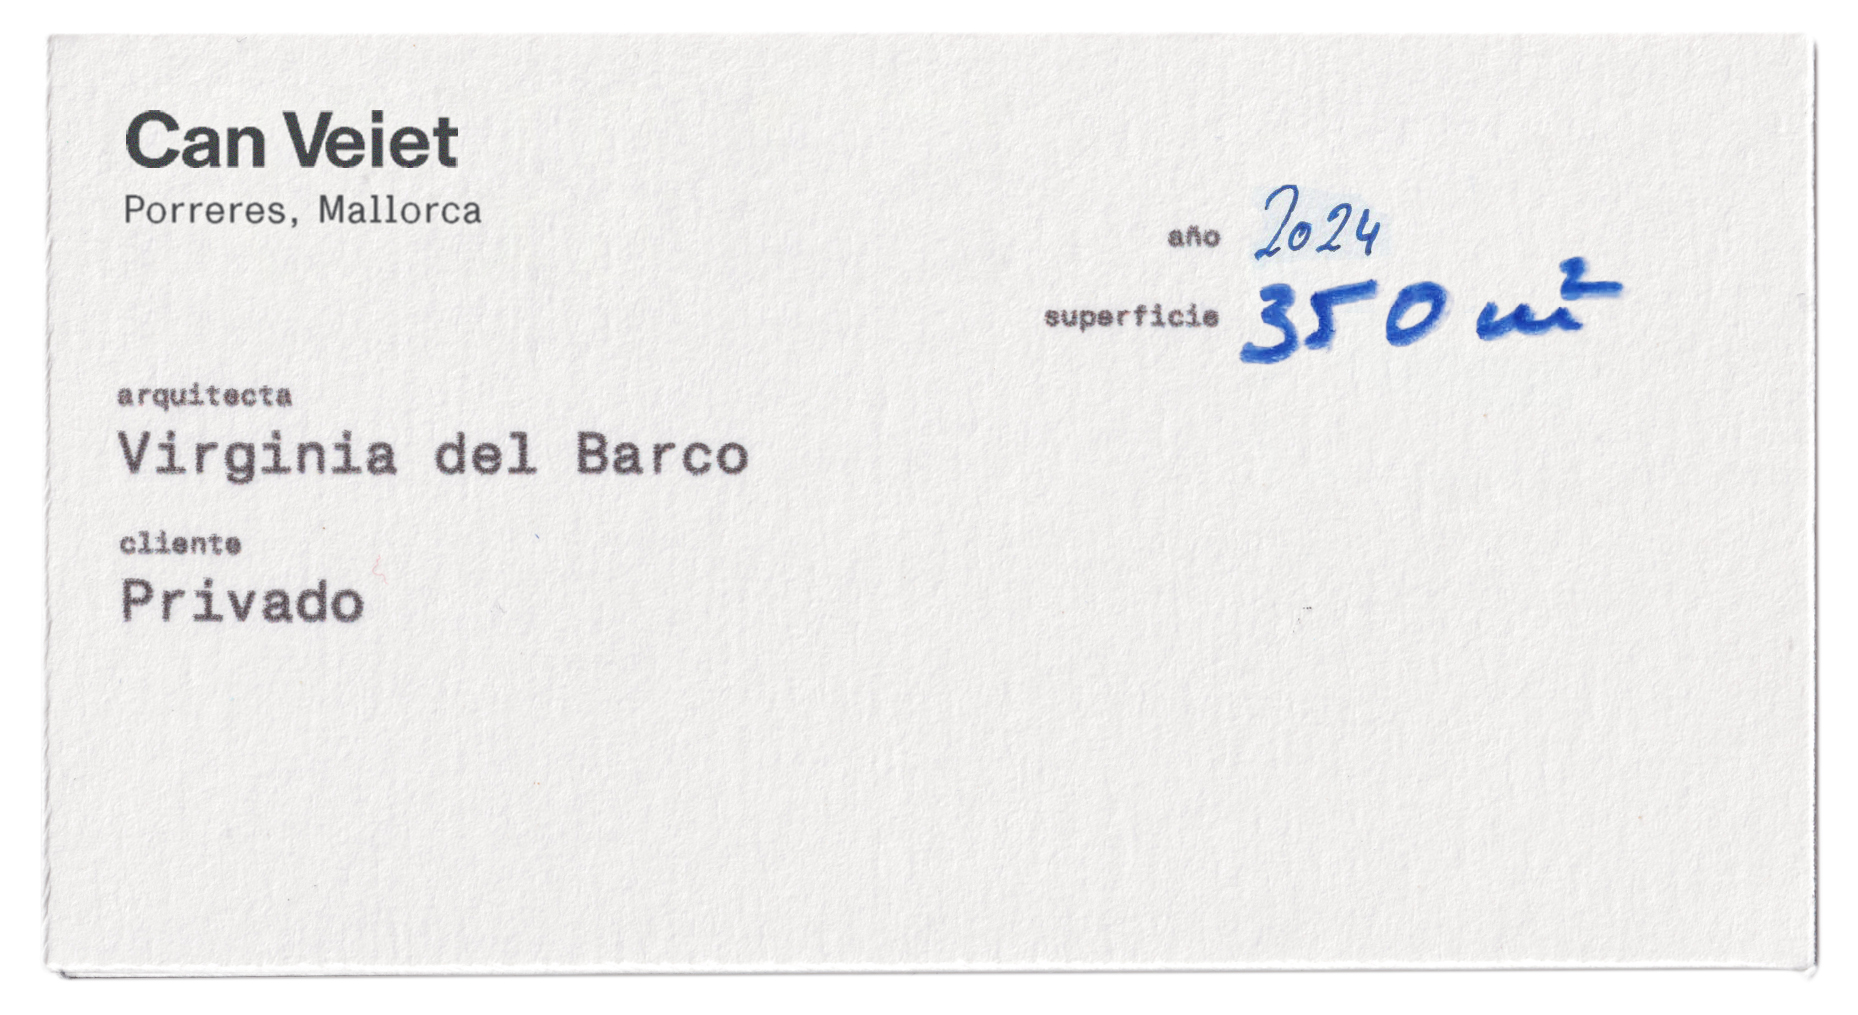 Can Veiet
Porreres, Mallorca
año 2024
superficie 350 m²
arquitecta
Virginia del Barco
cliente
Privado